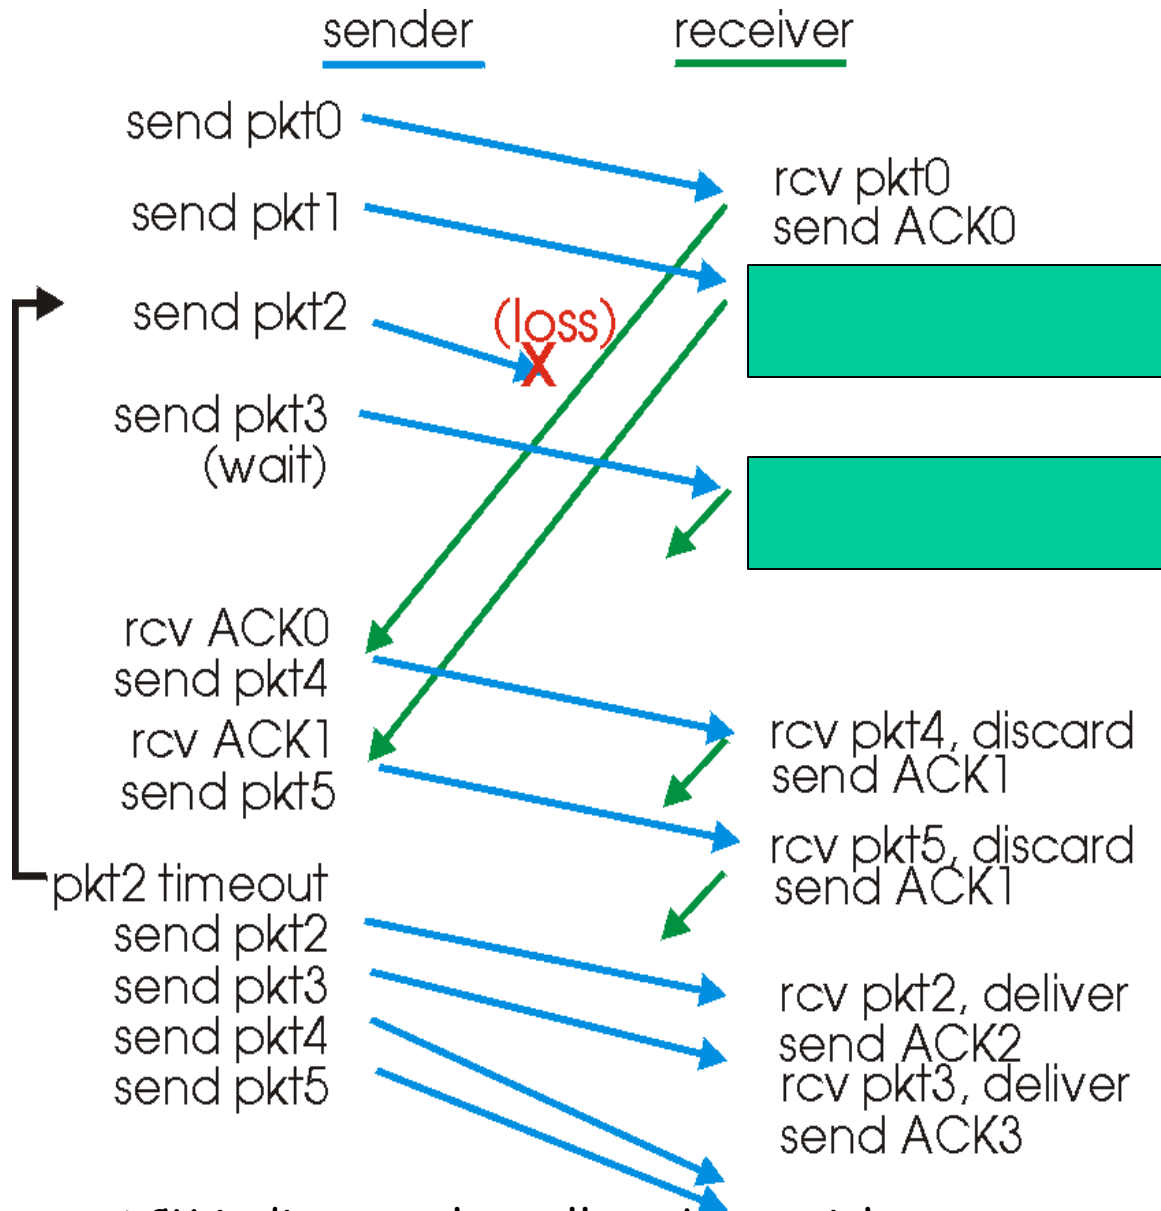 sender
receiver
send pkt0
rcv pkt0
send ACK0
send pkt1
send pkt2
(loss)
X
send pkt3
(wait)
rcv ACK0
send pkt4
rcv ACK1
send pkt5
rcv pkt4, discard
send ACK1
rcv pkt5, discard
send ACK1
pkt2 timeout
send pkt2
send pkt3
send pkt4
send pkt5
rcv pkt2, deliver
send ACK2
rcv pkt3, deliver
send ACK3